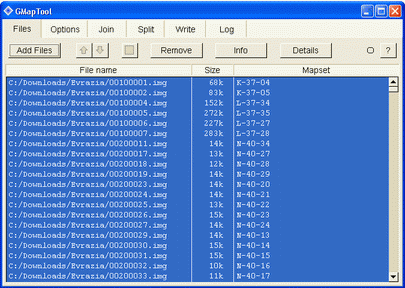 GMapTool
Files Options Join Split Write Log
Add Files Remove Info Details ?
File name Size Mapset
C:/Downloads/Evrazia/00100001.img 68k K-37-04
C:/Downloads/Evrazia/00100002.img 83k K-37-05
C:/Downloads/Evrazia/00100004.img 152k L-37-34
C:/Downloads/Evrazia/00100005.img 272k L-37-35
C:/Downloads/Evrazia/00100006.img 227k L-37-27
C:/Downloads/Evrazia/00100007.img 283k L-37-28
C:/Downloads/Evrazia/00200011.img 14k N-40-34
C:/Downloads/Evrazia/00200017.img 13k N-40-27
C:/Downloads/Evrazia/00200018.img 12k N-40-28
C:/Downloads/Evrazia/00200019.img 14k N-40-29
C:/Downloads/Evrazia/00200023.img 14k N-40-20
C:/Downloads/Evrazia/00200024.img 14k N-40-21
C:/Downloads/Evrazia/00200025.img 13k N-40-22
C:/Downloads/Evrazia/00200026.img 15k N-40-23
C:/Downloads/Evrazia/00200027.img 14k N-40-24
C:/Downloads/Evrazia/00200029.img 14k N-40-13
C:/Downloads/Evrazia/00200030.img 15k N-40-14
C:/Downloads/Evrazia/00200031.img 15k N-40-15
C:/Downloads/Evrazia/00200032.img 10k N-40-16
C:/Downloads/Evrazia/00200033.img 11k N-40-17